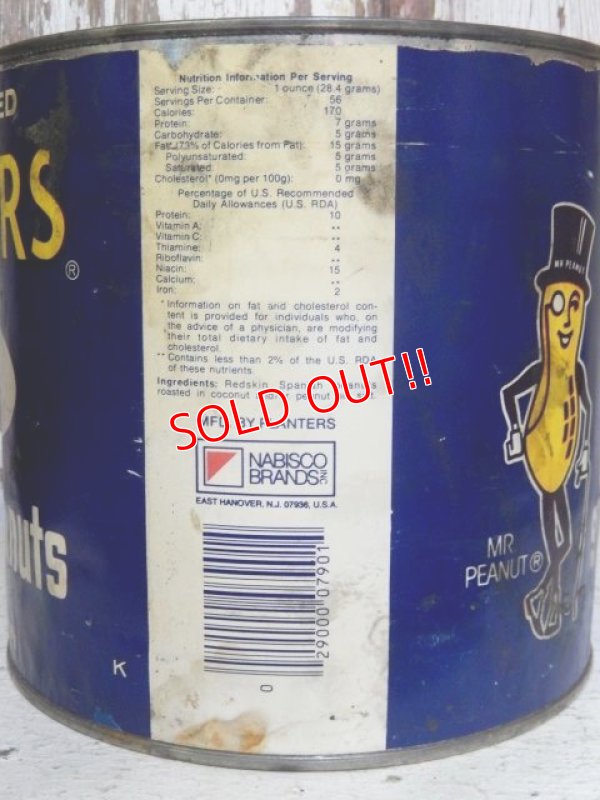 ED
RS
®
nuts
K
Nutrition Information Per Serving
Serving Size: 1 ounce (28.4 grams)
Servings Per Container: 56
Calories: 170
Protein: 7 grams
Carbohydrate: 5 grams
Fat* (73% of Calories from Fat): 15 grams
Polyunsaturated: 5 grams
Saturated: 5 grams
Cholesterol* (0mg per 100g): 0 mg
Percentage of U.S. Recommended
Daily Allowances (U.S. RDA)
Protein: 10
Vitamin A: **
Vitamin C: **
Thiamine: 4
Riboflavin: **
Niacin: 15
Calcium: **
Iron: 2
* Information on fat and cholesterol con-
tent is provided for individuals who, on
the advice of a physician, are modifying
their total dietary intake of fat and
cholesterol.
** Contains less than 2% of the U.S. RDA
of these nutrients.
Ingredients: Redskin Spanish Peanuts
roasted in coconut and/or peanut oil, salt.
SOLD OUT!!
MFD. BY PLANTERS
NABISCO
BRANDS INC
EAST HANOVER, N.J. 07936, U.S.A.
29000 07901
0
MR PEANUT
MR.
PEANUT®